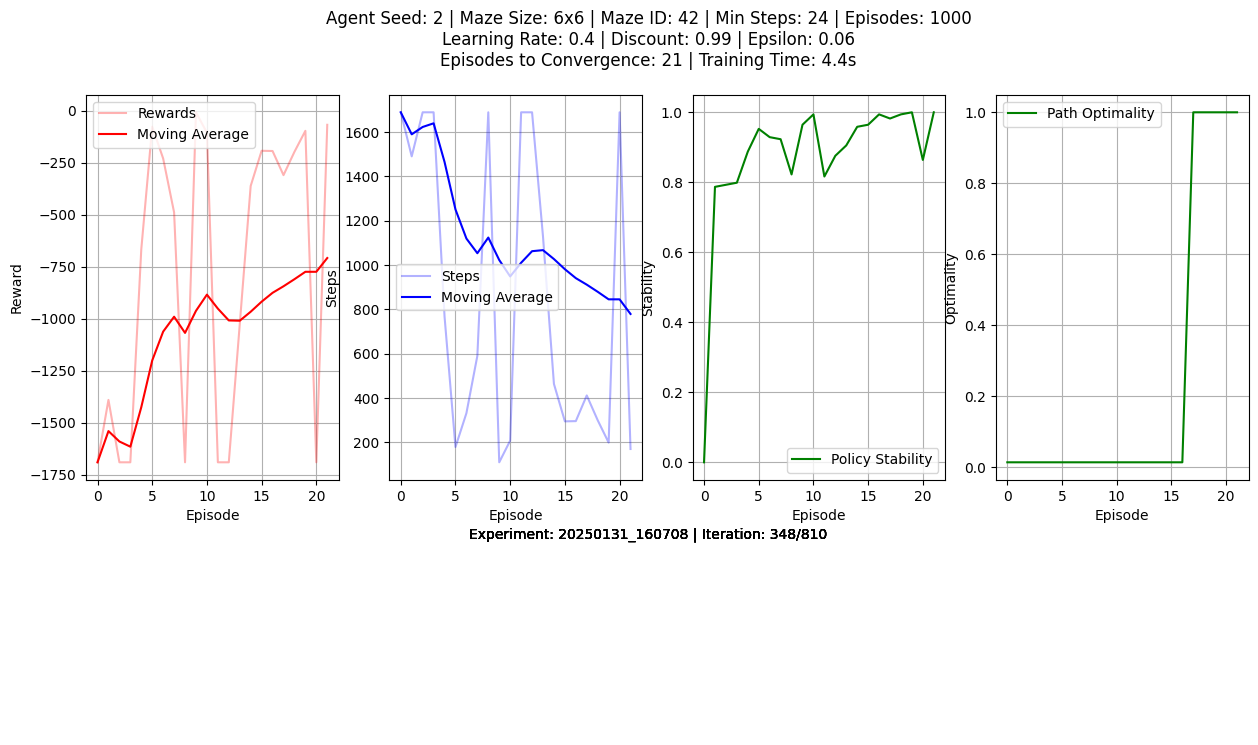 Agent Seed: 2 | Maze Size: 6x6 | Maze ID: 42 | Min Steps: 24 | Episodes: 1000
Learning Rate: 0.4 | Discount: 0.99 | Epsilon: 0.06
Episodes to Convergence: 21 | Training Time: 4.4s
Reward
0
−250
−500
−750
−1000
−1250
−1500
−1750
Rewards
Moving Average
0 5 10 15 20
Episode
Steps
1600
1400
1200
1000
800
600
400
200
Steps
Moving Average
0 5 10 15 20
Episode
Stability
1.0
0.8
0.6
0.4
0.2
0.0
Policy Stability
0 5 10 15 20
Episode
Optimality
1.0
0.8
0.6
0.4
0.2
0.0
Path Optimality
0 5 10 15 20
Episode
Experiment: 20250131_160708 | Iteration: 348/810